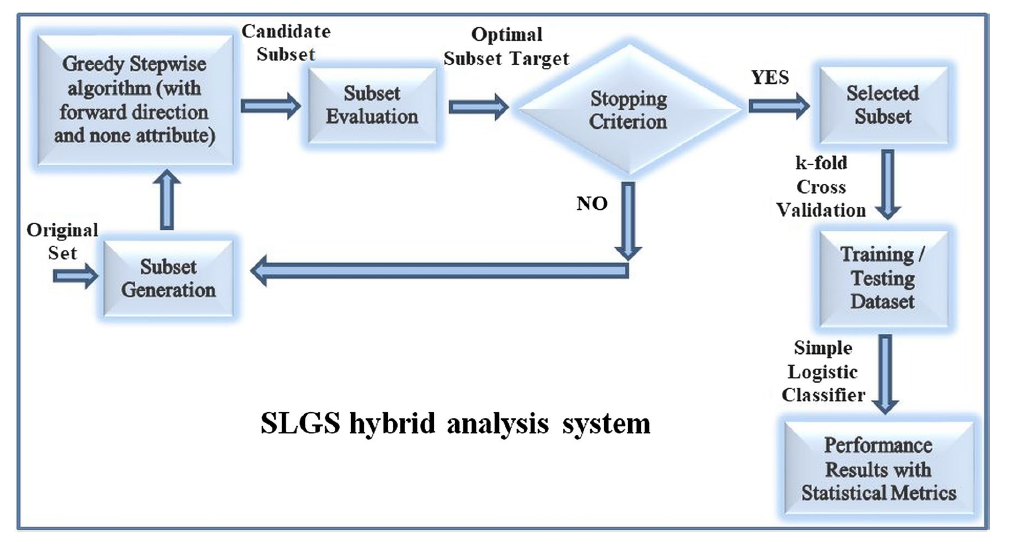 Greedy Stepwise
algorithm (with
forward direction
and none attribute)
Candidate
Subset
Subset
Evaluation
Optimal
Subset Target
Stopping
Criterion
YES
Selected
Subset
NO
k-fold
Cross
Validation
Original
Set
Subset
Generation
Training /
Testing
Dataset
Simple
Logistic
Classifier
SLGS hybrid analysis system
Performance
Results with
Statistical Metrics